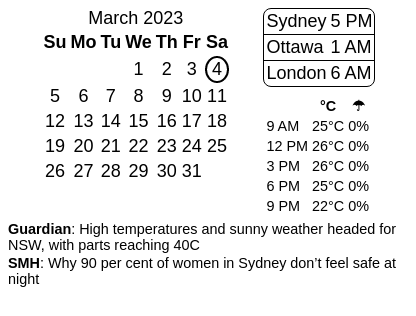 March 2023
Su Mo Tu We Th Fr Sa
1 2 3 4
5 6 7 8 9 10 11
12 13 14 15 16 17 18
19 20 21 22 23 24 25
26 27 28 29 30 31
Sydney 5 PM
Ottawa 1 AM
London 6 AM
°C ☂
9 AM 25°C 0%
12 PM 26°C 0%
3 PM 26°C 0%
6 PM 25°C 0%
9 PM 22°C 0%
Guardian: High temperatures and sunny weather headed for
NSW, with parts reaching 40C
SMH: Why 90 per cent of women in Sydney don’t feel safe at
night